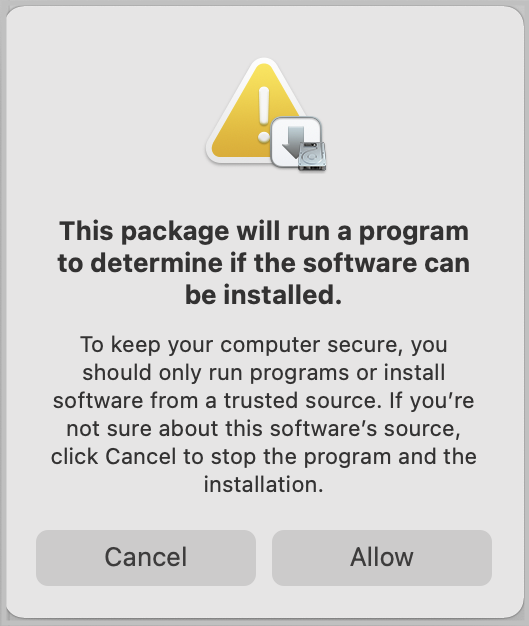 This package will run a program
to determine if the software can
be installed.
To keep your computer secure, you
should only run programs or install
software from a trusted source. If you’re
not sure about this software’s source,
click Cancel to stop the program and the
installation.
Cancel
Allow